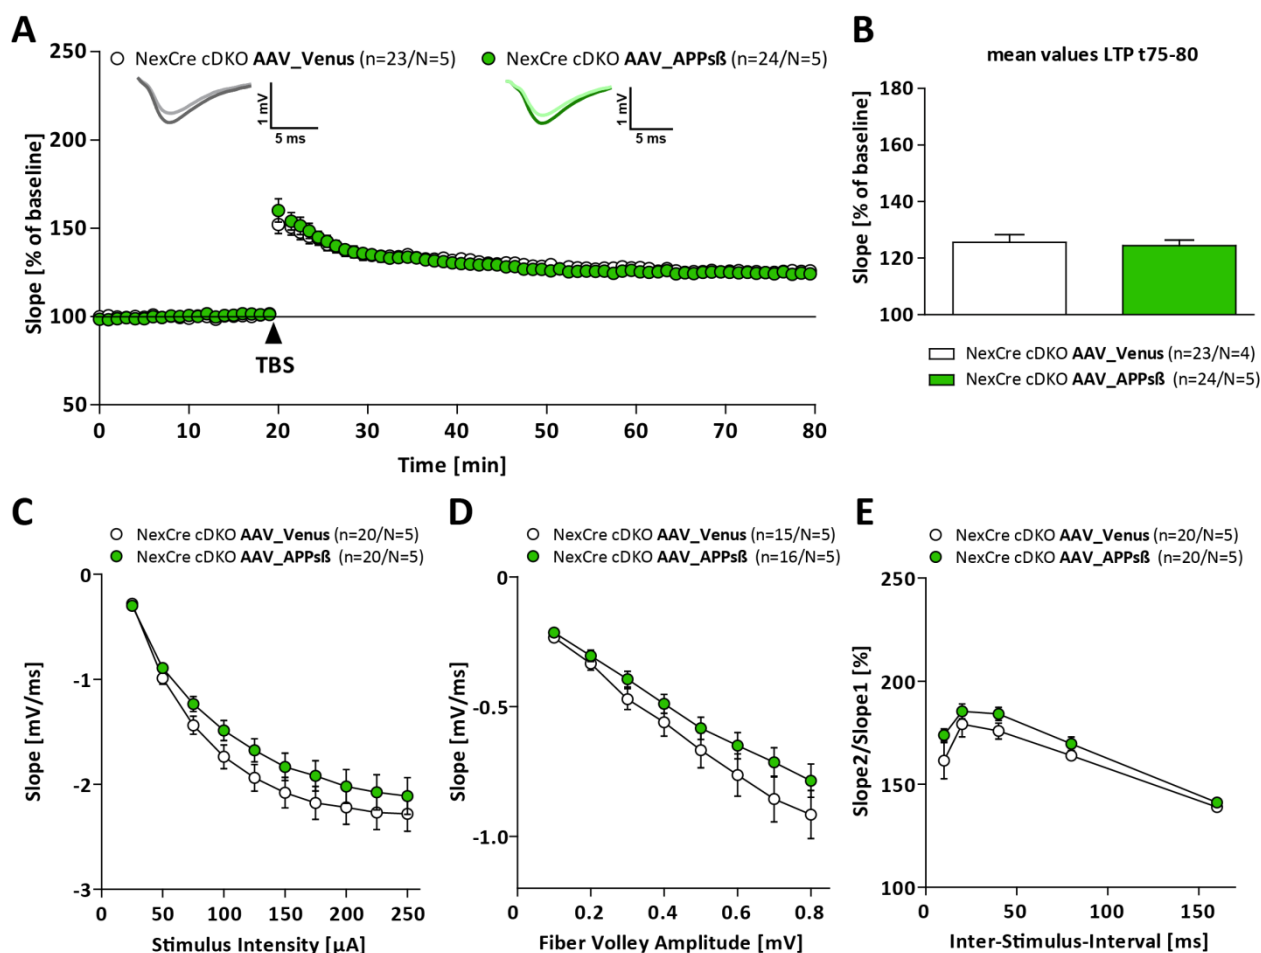 A
NexCre cDKO AAV_Venus (n=23/N=5)
NexCre cDKO AAV_APPsß (n=24/N=5)
1 mV
5 ms
1 mV
5 ms
Slope [% of baseline]
250
200
150
100
50
TBS
0 10 20 30 40 50 60 70 80
Time [min]
B
mean values LTP t75-80
Slope [% of baseline]
180
160
140
120
100
NexCre cDKO AAV_Venus (n=23/N=4)
NexCre cDKO AAV_APPsß (n=24/N=5)
C
NexCre cDKO AAV_Venus (n=20/N=5)
NexCre cDKO AAV_APPsß (n=20/N=5)
Slope [mV/ms]
0
-1
-2
-3
0 50 100 150 200 250
Stimulus Intensity [µA]
D
NexCre cDKO AAV_Venus (n=15/N=5)
NexCre cDKO AAV_APPsß (n=16/N=5)
Slope [mV/ms]
0
-0.5
-1.0
0 0.2 0.4 0.6 0.8
Fiber Volley Amplitude [mV]
E
NexCre cDKO AAV_Venus (n=20/N=5)
NexCre cDKO AAV_APPsß (n=20/N=5)
Slope2/Slope1 [%]
250
200
150
100
0 50 100 150
Inter-Stimulus-Interval [ms]